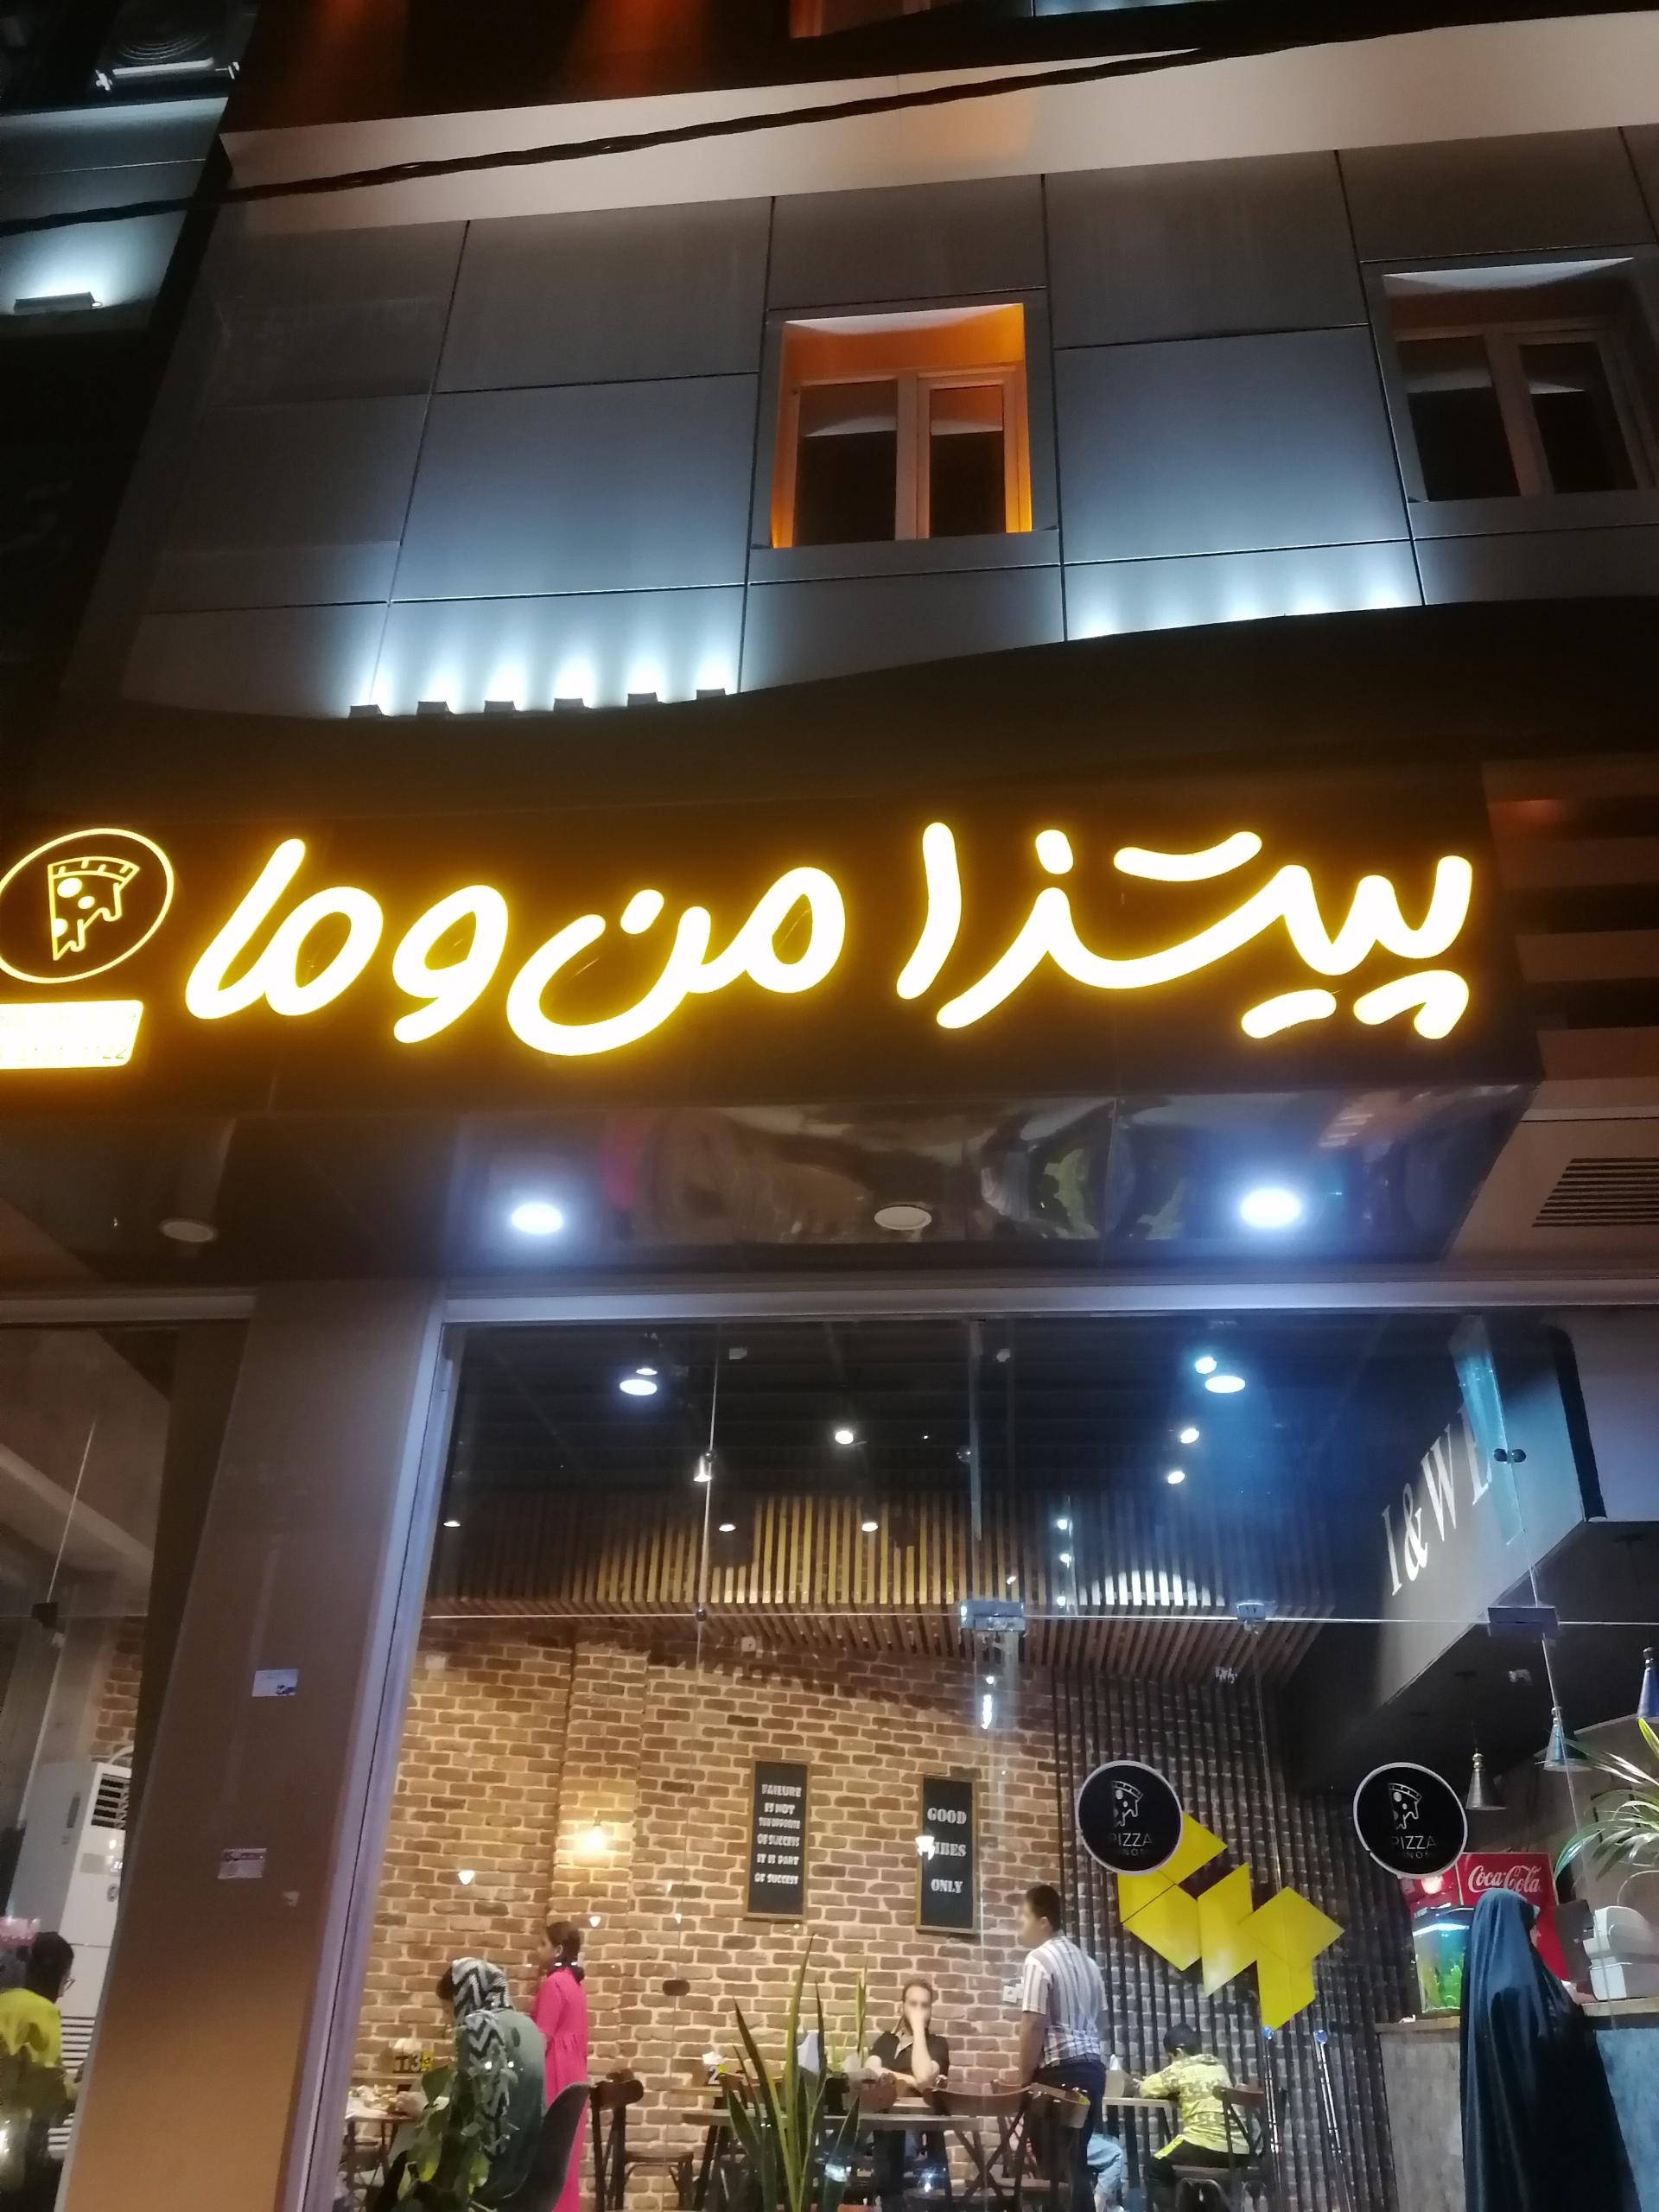 پیتزا من و ما
I & WE
FAILURE
IS NOT
THE OPPOSITE
OF SUCCESS
IT IS PART
OF SUCCESS
GOOD
VIBES
ONLY
PIZZA
PIZZA
Coca-Cola